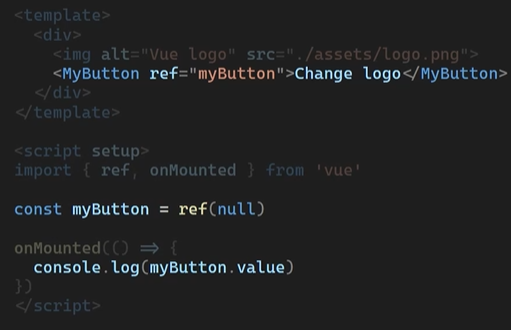 <template>
<div>
<img alt="Vue logo" src="./assets/logo.png">
<MyButton ref="myButton">Change logo</MyButton>
</div>
</template>
<script setup>
import { ref, onMounted } from 'vue'
const myButton = ref(null)
onMounted(() => {
console.log(myButton.value)
})
</script>